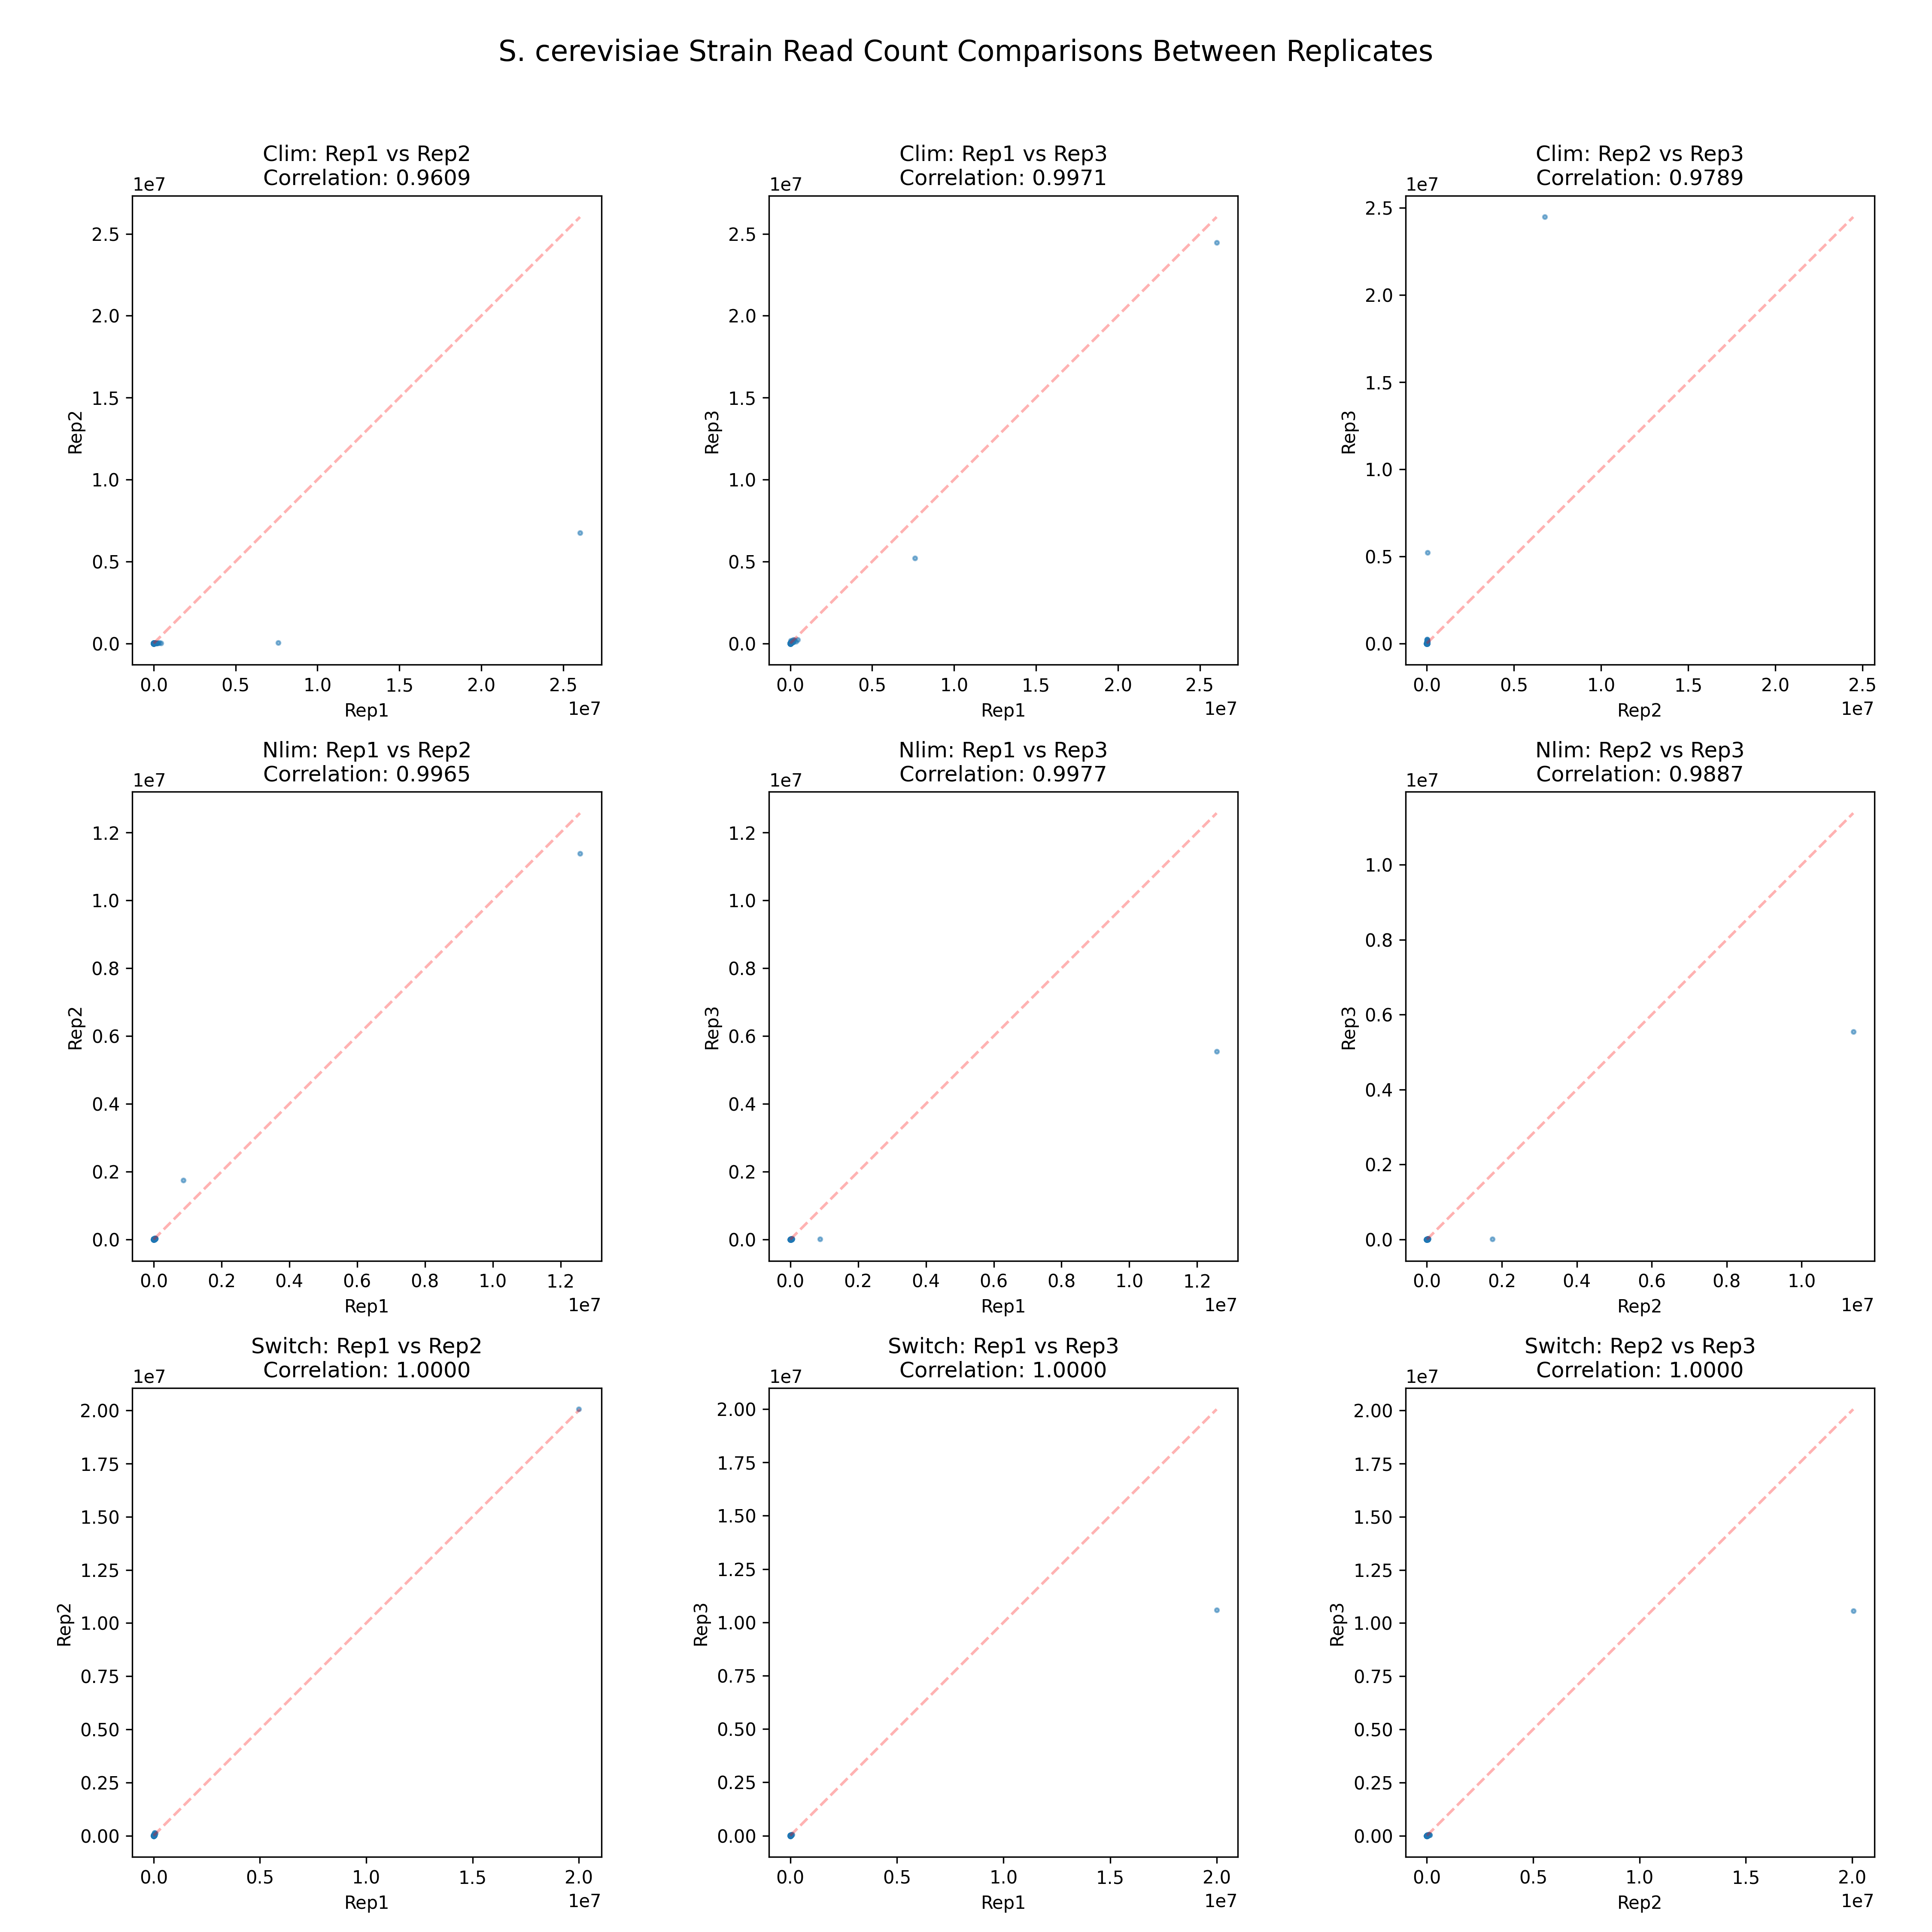 S. cerevisiae Strain Read Count Comparisons Between Replicates
Clim: Rep1 vs Rep2
Correlation: 0.9609
1e7
2.5
2.0
1.5
1.0
0.5
0.0
Rep2
0.0 0.5 1.0 1.5 2.0 2.5
Rep1
1e7
Clim: Rep1 vs Rep3
Correlation: 0.9971
1e7
2.5
2.0
1.5
1.0
0.5
0.0
Rep3
0.0 0.5 1.0 1.5 2.0 2.5
Rep1
1e7
Clim: Rep2 vs Rep3
Correlation: 0.9789
1e7
2.5
2.0
1.5
1.0
0.5
0.0
Rep3
0.0 0.5 1.0 1.5 2.0 2.5
Rep2
1e7
Nlim: Rep1 vs Rep2
Correlation: 0.9965
1e7
1.2
1.0
0.8
0.6
0.4
0.2
0.0
Rep2
0.0 0.2 0.4 0.6 0.8 1.0 1.2
Rep1
1e7
Nlim: Rep1 vs Rep3
Correlation: 0.9977
1e7
1.2
1.0
0.8
0.6
0.4
0.2
0.0
Rep3
0.0 0.2 0.4 0.6 0.8 1.0 1.2
Rep1
1e7
Nlim: Rep2 vs Rep3
Correlation: 0.9887
1e7
1.0
0.8
0.6
0.4
0.2
0.0
Rep3
0.0 0.2 0.4 0.6 0.8 1.0
Rep2
1e7
Switch: Rep1 vs Rep2
Correlation: 1.0000
1e7
2.00
1.75
1.50
1.25
1.00
0.75
0.50
0.25
0.00
Rep2
0.0 0.5 1.0 1.5 2.0
Rep1
1e7
Switch: Rep1 vs Rep3
Correlation: 1.0000
1e7
2.00
1.75
1.50
1.25
1.00
0.75
0.50
0.25
0.00
Rep3
0.0 0.5 1.0 1.5 2.0
Rep1
1e7
Switch: Rep2 vs Rep3
Correlation: 1.0000
1e7
2.00
1.75
1.50
1.25
1.00
0.75
0.50
0.25
0.00
Rep3
0.0 0.5 1.0 1.5 2.0
Rep2
1e7